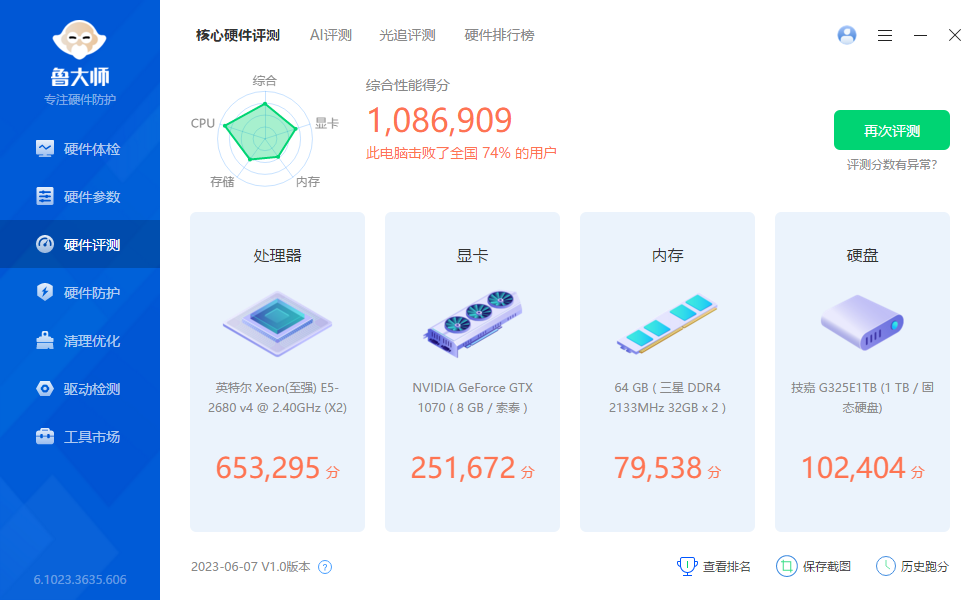 鲁大师
专注硬件防护
硬件体检
硬件参数
硬件评测
硬件防护
清理优化
驱动检测
工具市场
6.1023.3635.606
核心硬件评测 AI评测 光追评测 硬件排行榜
综合
CPU
显卡
存储
内存
综合性能得分
1,086,909
此电脑击败了全国 74% 的用户
再次评测
评测分数有异常?
处理器
英特尔 Xeon(至强) E5-
2680 v4 @ 2.40GHz (X2)
653,295 分
显卡
NVIDIA GeForce GTX
1070 ( 8 GB / 索泰 )
251,672 分
内存
64 GB ( 三星 DDR4
2133MHz 32GB x 2 )
79,538 分
硬盘
技嘉 G325E1TB (1 TB / 固
态硬盘)
102,404 分
2023-06-07 V1.0版本 ?
查看排名
保存截图
历史跑分